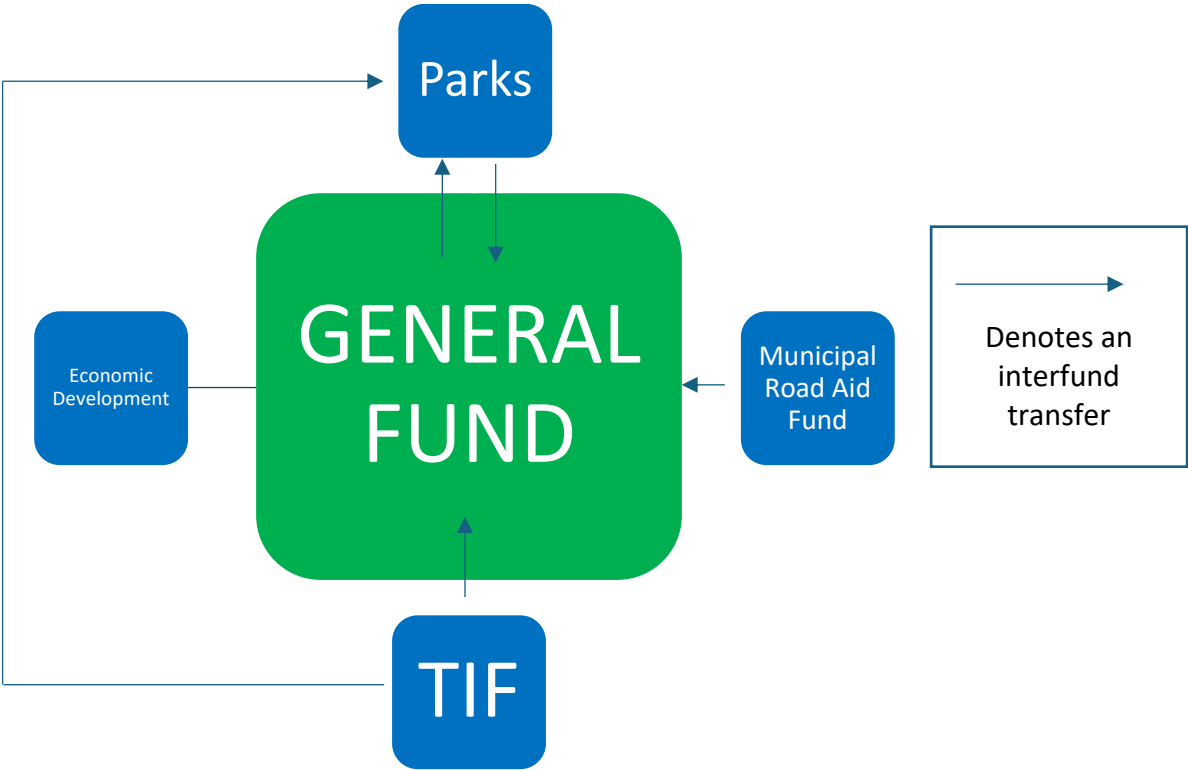 Parks
GENERAL
FUND
Economic
Development
Municipal
Road Aid
Fund
Denotes an
interfund
transfer
TIF